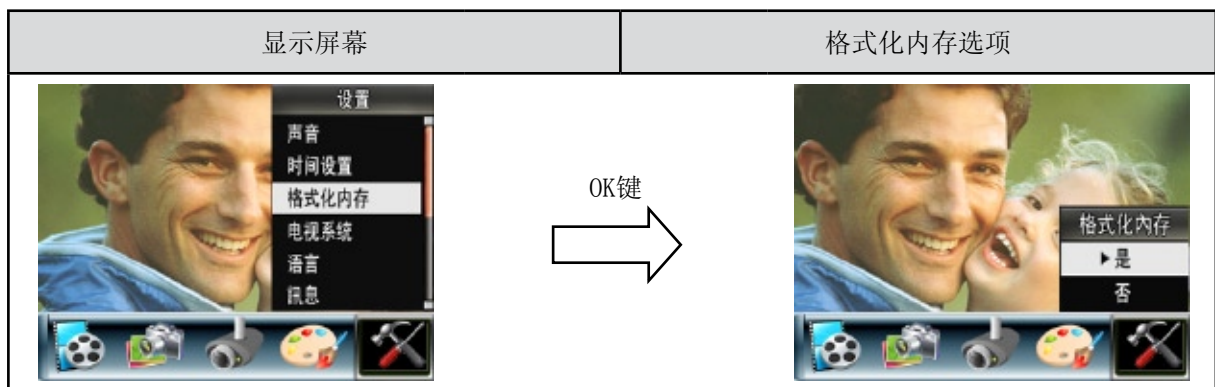 显示屏幕
格式化内存选项
设置
声音
时间设置
格式化内存
电视系统
语言
訊息
OK键
格式化內存
▶是
否